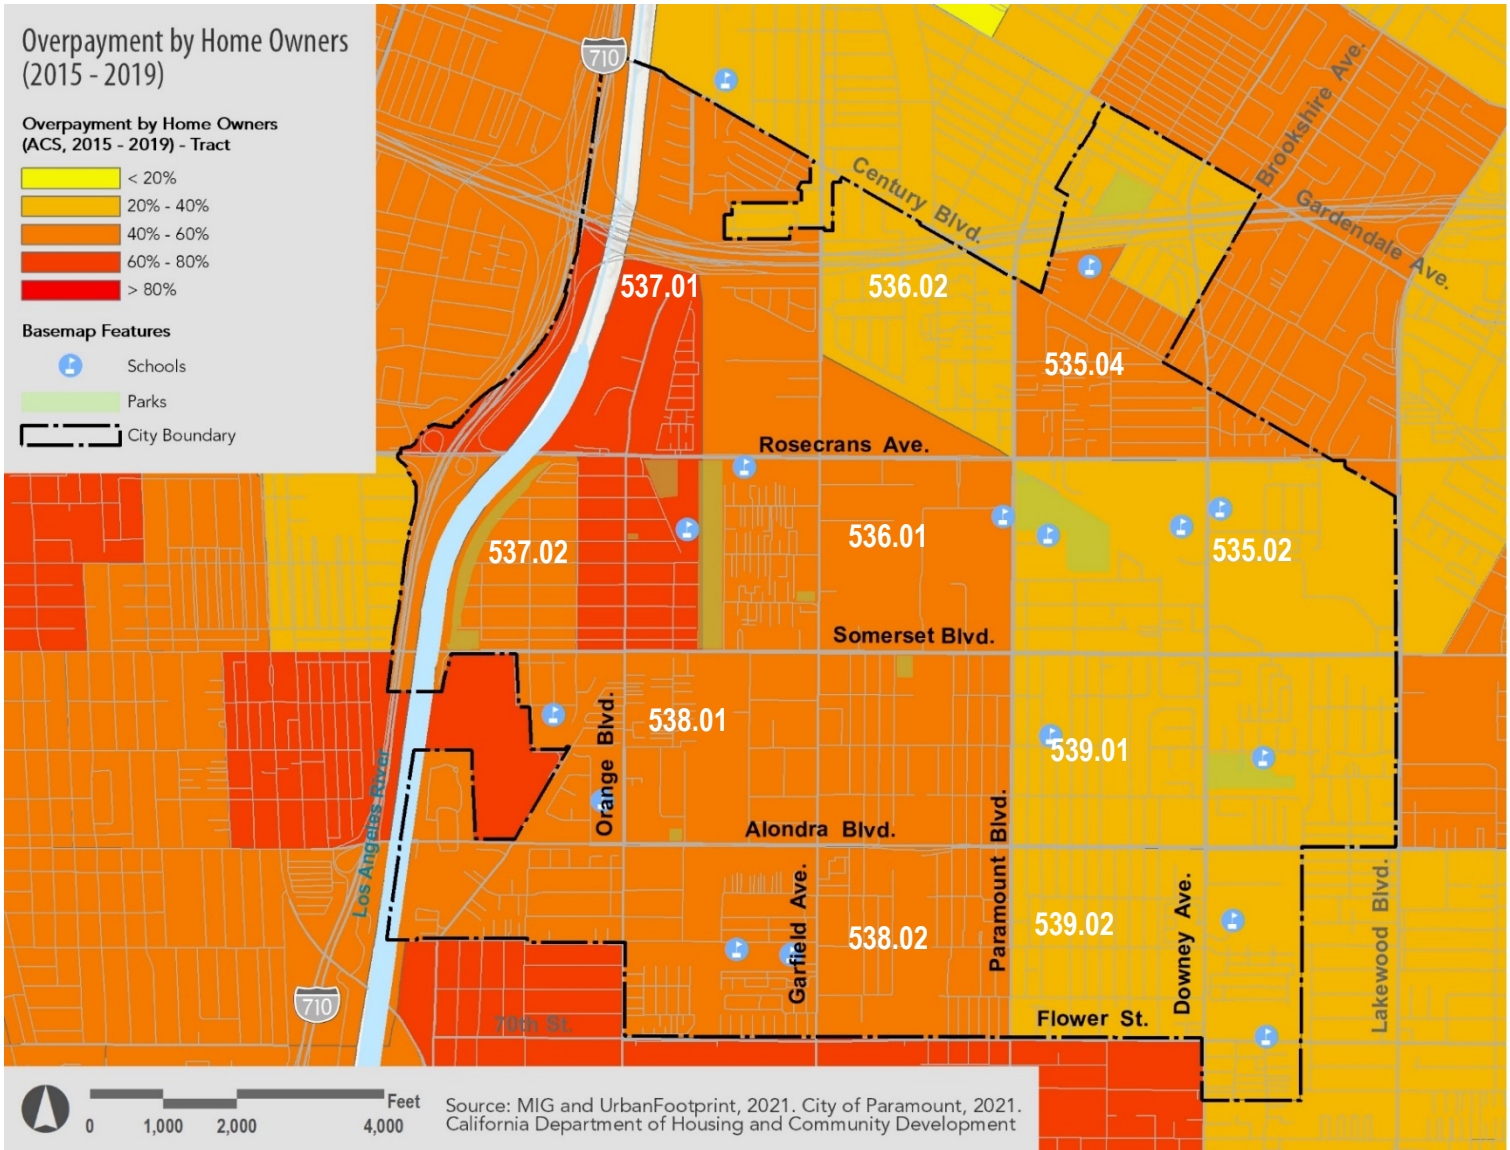 Overpayment by Home Owners
(2015 - 2019)
Overpayment by Home Owners
(ACS, 2015 - 2019) - Tract
< 20%
20% - 40%
40% - 60%
60% - 80%
> 80%
Basemap Features
Schools
Parks
City Boundary
710
Century Blvd.
Brookshire Ave.
Gardendale Ave.
537.01
536.02
535.04
Rosecrans Ave.
537.02
536.01
535.02
Somerset Blvd.
Orange Blvd.
538.01
539.01
Los Angeles River
Alondra Blvd.
Paramount Blvd.
Garfield Ave.
538.02
539.02
Downey Ave.
Lakewood Blvd.
710
70th St.
Flower St.
Feet
0 1,000 2,000 4,000
Source: MIG and UrbanFootprint, 2021. City of Paramount, 2021.
California Department of Housing and Community Development